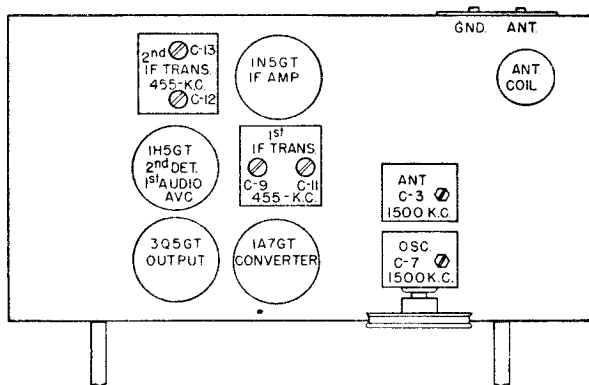 GND. ANT.
2nd C-13
IF TRANS.
455-K.C.
C-12
1N5GT
IF AMP
ANT.
COIL
1H5GT
2nd DET.
1st AUDIO
AVC
1st
IF TRANS.
C-9 C-11
455-K.C.
ANT
C-3
1500 K.C.
3Q5GT
OUTPUT
1A7GT
CONVERTER
OSC.
C-7
1500K.C.